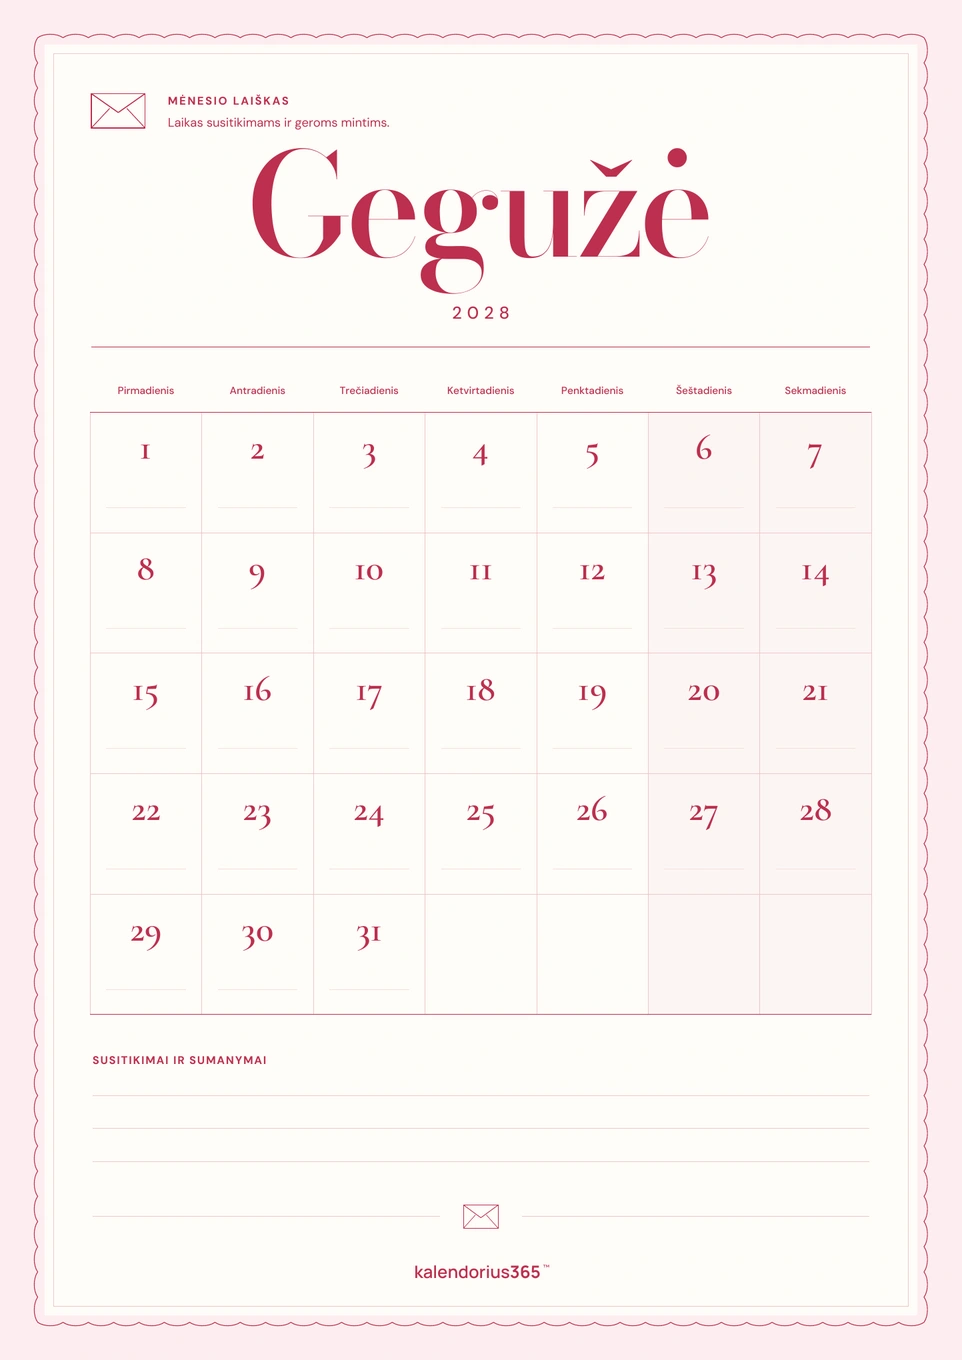 MĖNESIO LAIŠKAS
Laikas susitikimams ir geroms mintims.
Gegužė
2028
Pirmadienis Antradienis Trečiadienis Ketvirtadienis Penktadienis Šeštadienis Sekmadienis
1 2 3 4 5 6 7
8 9 10 11 12 13 14
15 16 17 18 19 20 21
22 23 24 25 26 27 28
29 30 31
SUSITIKIMAI IR SUMANYMAI
kalendorius365™